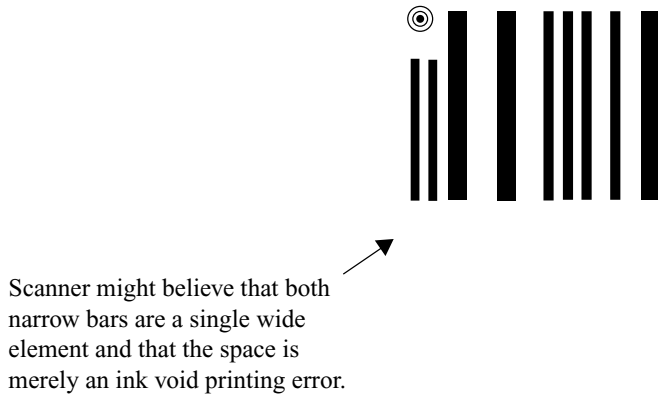 Scanner might believe that both
narrow bars are a single wide
element and that the space is
merely an ink void printing error.